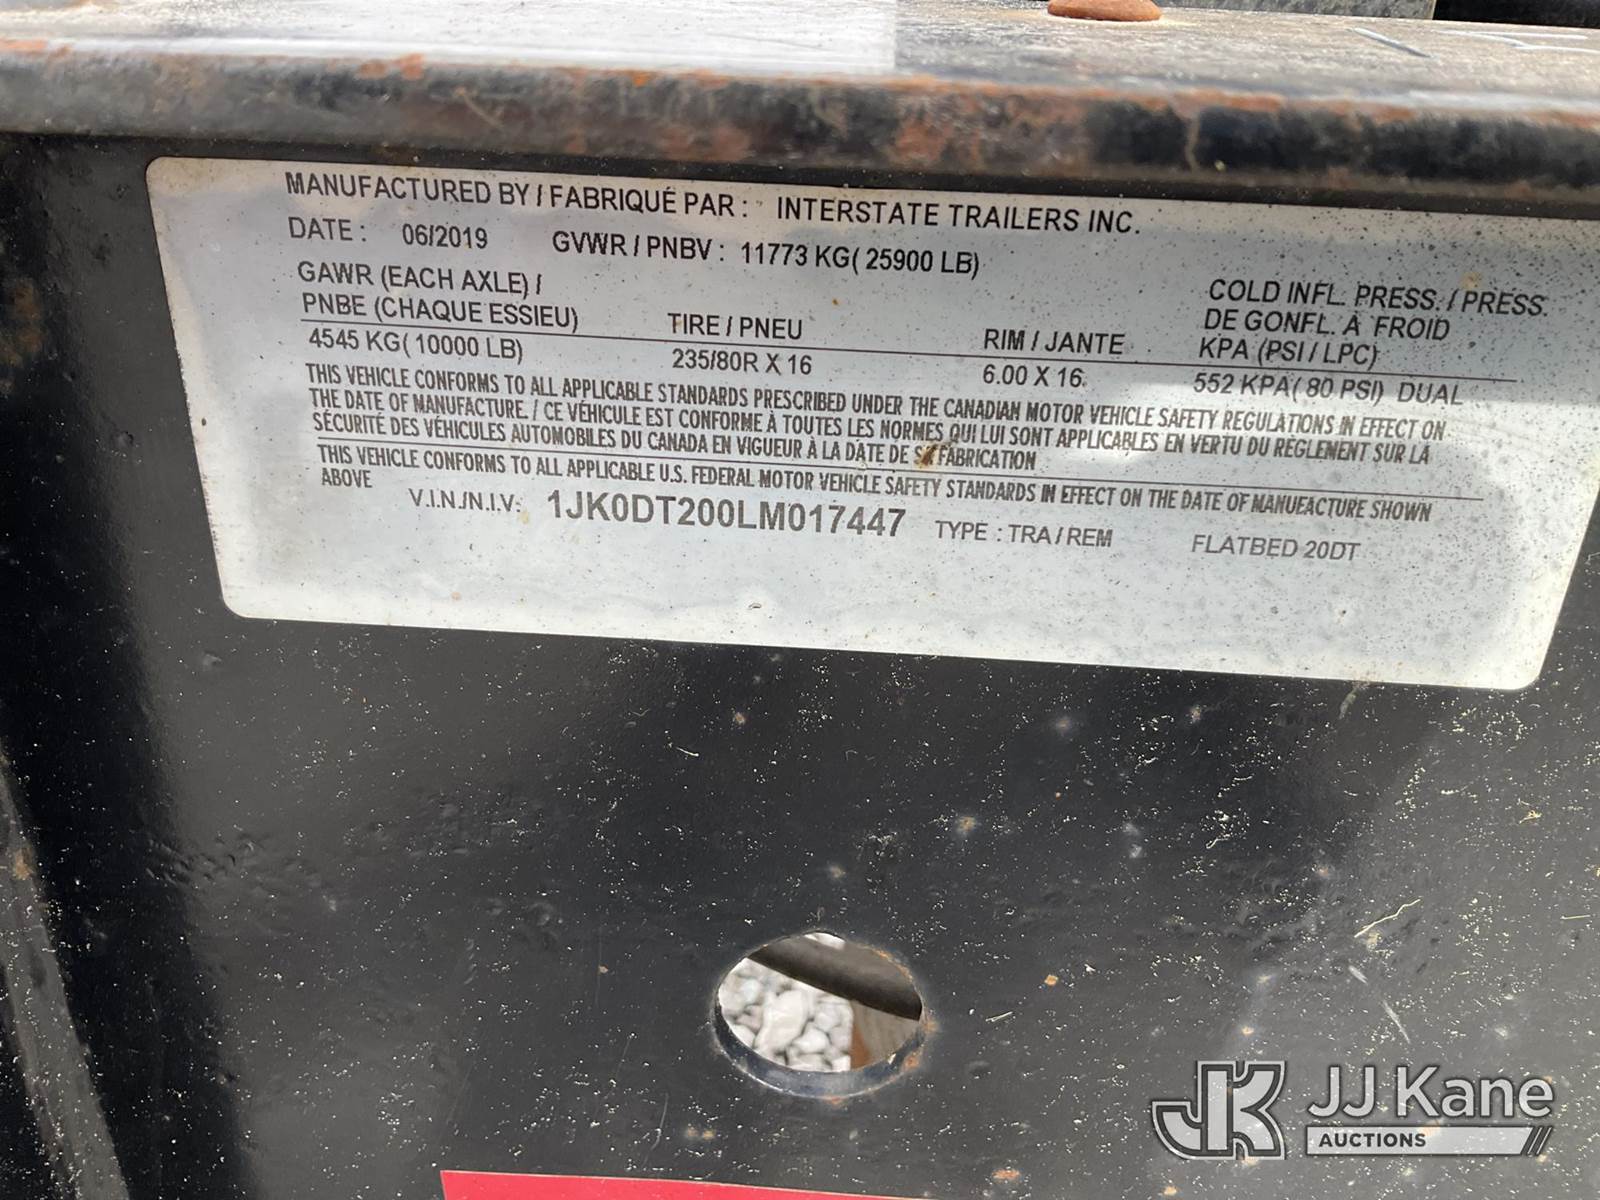 MANUFACTURED BY / FABRIQUÉ PAR : INTERSTATE TRAILERS INC.
DATE : 06/2019 GVWR / PNBV : 11773 KG( 25900 LB)
GAWR (EACH AXLE) /
PNBE (CHAQUE ESSIEU) TIRE / PNEU RIM / JANTE COLD INFL. PRESS. / PRESS.
DE GONFL. À FROID
KPA (PSI / LPC)
4545 KG( 10000 LB) 235/80R X 16 6.00 X 16 552 KPA( 80 PSI) DUAL
THIS VEHICLE CONFORMS TO ALL APPLICABLE STANDARDS PRESCRIBED UNDER THE CANADIAN MOTOR VEHICLE SAFETY REGULATIONS IN EFFECT ON
THE DATE OF MANUFACTURE. / CE VÉHICULE EST CONFORME À TOUTES LES NORMES QUI LUI SONT APPLICABLES EN VERTU DU RÈGLEMENT SUR LA
SÉCURITÉ DES VÉHICULES AUTOMOBILES DU CANADA EN VIGUEUR À LA DATE DE SA FABRICATION
THIS VEHICLE CONFORMS TO ALL APPLICABLE U.S. FEDERAL MOTOR VEHICLE SAFETY STANDARDS IN EFFECT ON THE DATE OF MANUFACTURE SHOWN
ABOVE
V.I.N./N.I.V.: 1JK0DT200LM017447 TYPE : TRA / REM FLATBED 20DT
JK JJ Kane
AUCTIONS